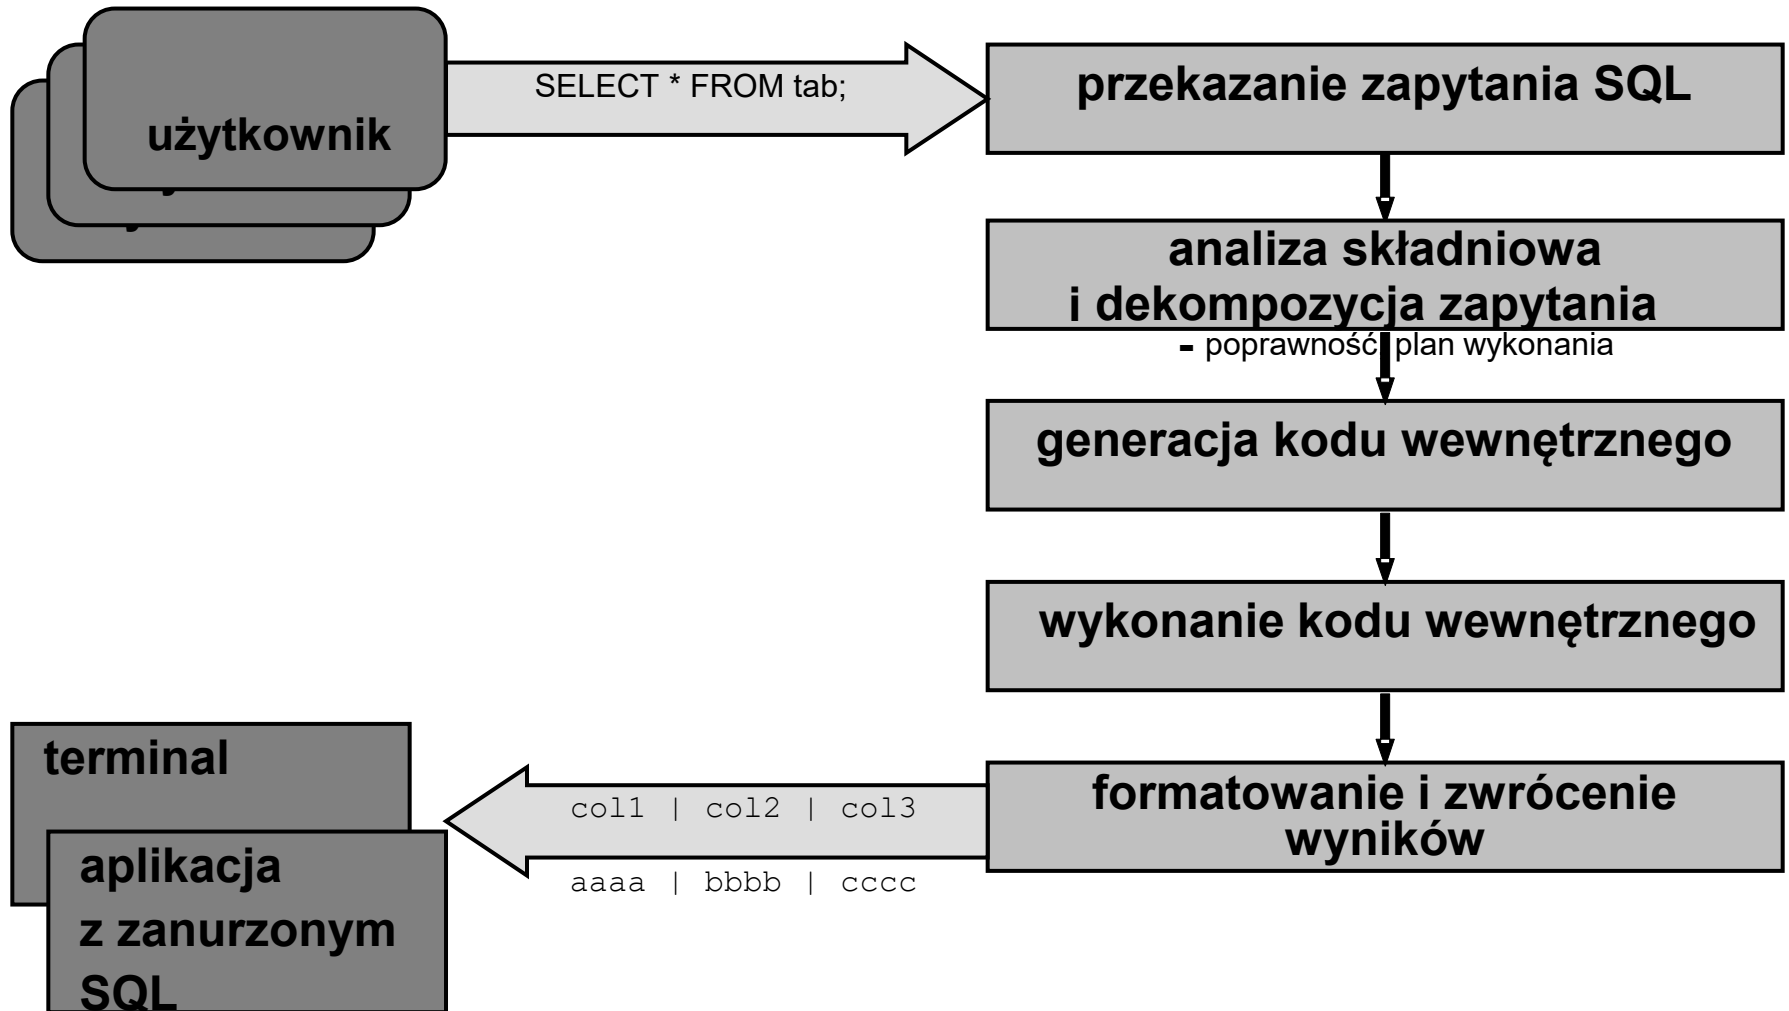 użytkownik
SELECT * FROM tab;
przekazanie zapytania SQL
analiza składniowa
i dekompozycja zapytania
- poprawność, plan wykonania
generacja kodu wewnętrznego
wykonanie kodu wewnętrznego
formatowanie i zwrócenie
wyników
col1 | col2 | col3
aaaa | bbbb | cccc
terminal
aplikacja
z zanurzonym
SQL